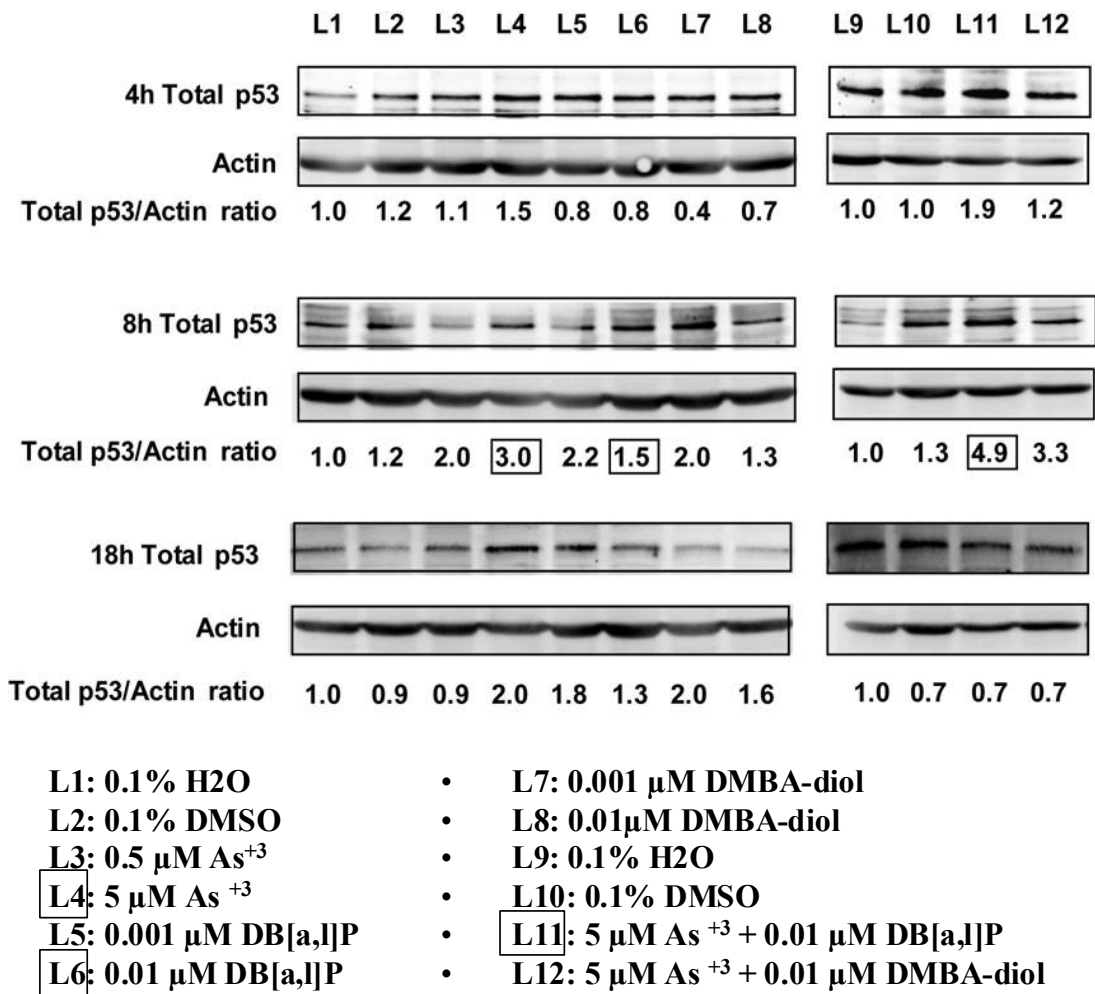 L1 L2 L3 L4 L5 L6 L7 L8 L9 L10 L11 L12
4h Total p53
Actin
Total p53/Actin ratio 1.0 1.2 1.1 1.5 0.8 0.8 0.4 0.7 1.0 1.0 1.9 1.2
8h Total p53
Actin
Total p53/Actin ratio 1.0 1.2 2.0 3.0 2.2 1.5 2.0 1.3 1.0 1.3 4.9 3.3
18h Total p53
Actin
Total p53/Actin ratio 1.0 0.9 0.9 2.0 1.8 1.3 2.0 1.6 1.0 0.7 0.7 0.7
L1: 0.1% H2O
L2: 0.1% DMSO
L3: 0.5 µM As+3
L4: 5 µM As +3
L5: 0.001 µM DB[a,l]P
L6: 0.01 µM DB[a,l]P
• L7: 0.001 µM DMBA-diol
• L8: 0.01µM DMBA-diol
• L9: 0.1% H2O
• L10: 0.1% DMSO
• L11: 5 µM As +3 + 0.01 µM DB[a,l]P
• L12: 5 µM As +3 + 0.01 µM DMBA-diol